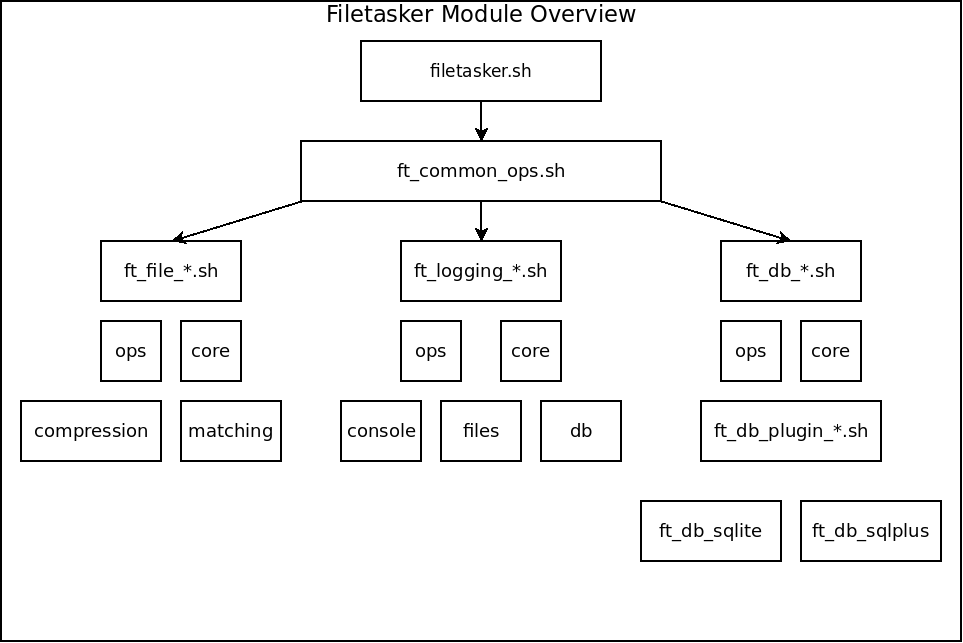 Filetasker Module Overview
filetasker.sh
ft_common_ops.sh
ft_file_*.sh
ft_logging_*.sh
ft_db_*.sh
ops
core
ops
core
ops
core
compression
matching
console
files
db
ft_db_plugin_*.sh
ft_db_sqlite
ft_db_sqlplus